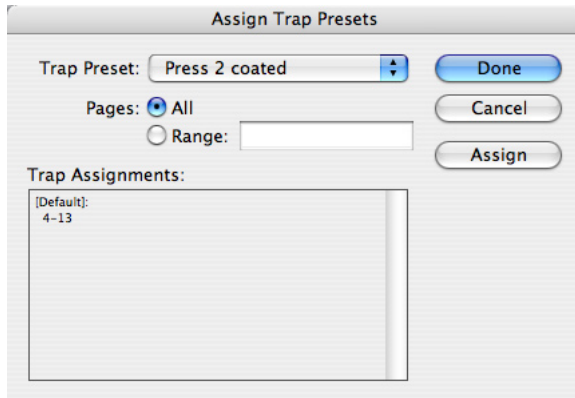 Assign Trap Presets
Trap Preset: Press 2 coated
Done
Pages: All
Cancel
Range:
Assign
Trap Assignments:
[Default]:
4-13